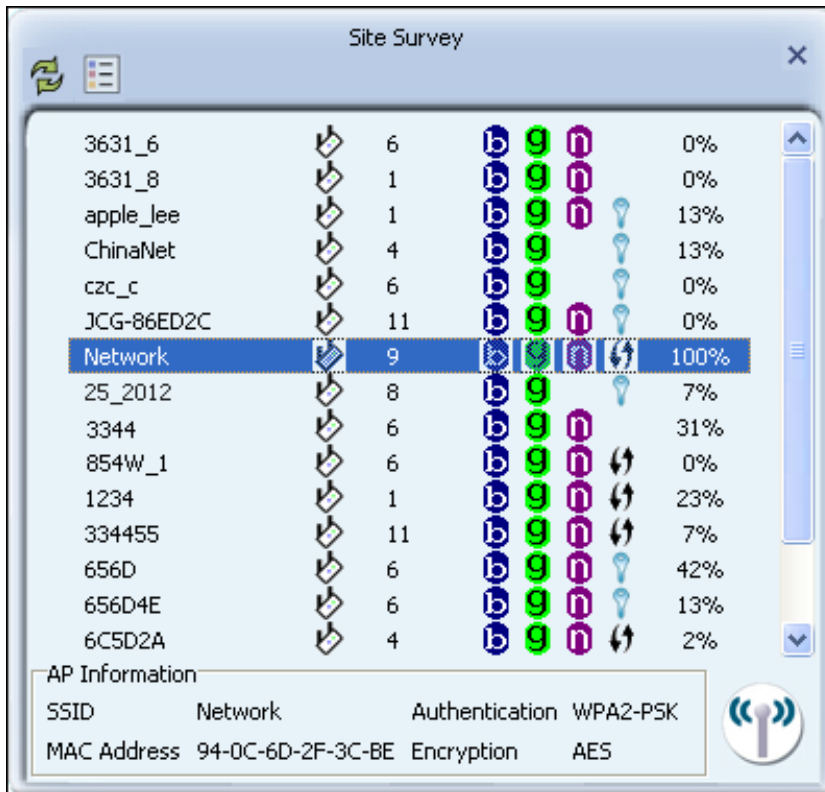 Site Survey
3631_6 6 b g n 0%
3631_8 1 b g n 0%
apple_lee 1 b g n 13%
ChinaNet 4 b g 13%
czc_c 6 b g 0%
JCG-86ED2C 11 b g n 0%
Network 9 b g n 100%
25_2012 8 b g 7%
3344 6 b g n 31%
854W_1 6 b g n 0%
1234 1 b g n 23%
334455 11 b g n 7%
656D 6 b g n 42%
656D4E 6 b g n 13%
6C5D2A 4 b g n 2%
AP Information
SSID Network Authentication WPA2-PSK
MAC Address 94-0C-6D-2F-3C-BE Encryption AES